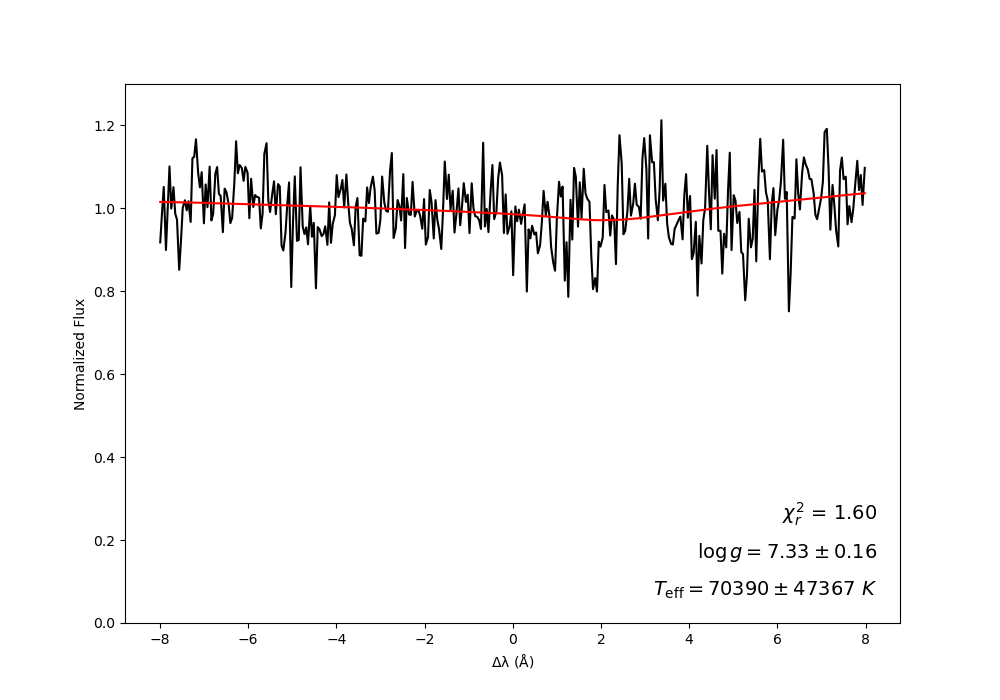 1.2
1.0
0.8
0.6
0.4
0.2
0.0
Normalized Flux
χ²ᵣ = 1.60
log g = 7.33 ± 0.16
T_eff = 70390 ± 47367 K
−8 −6 −4 −2 0 2 4 6 8
Δλ (Å)